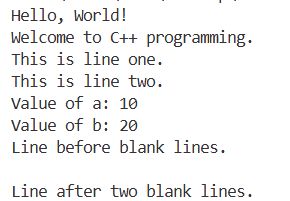 Hello, World!
Welcome to C++ programming.
This is line one.
This is line two.
Value of a: 10
Value of b: 20
Line before blank lines.

Line after two blank lines.